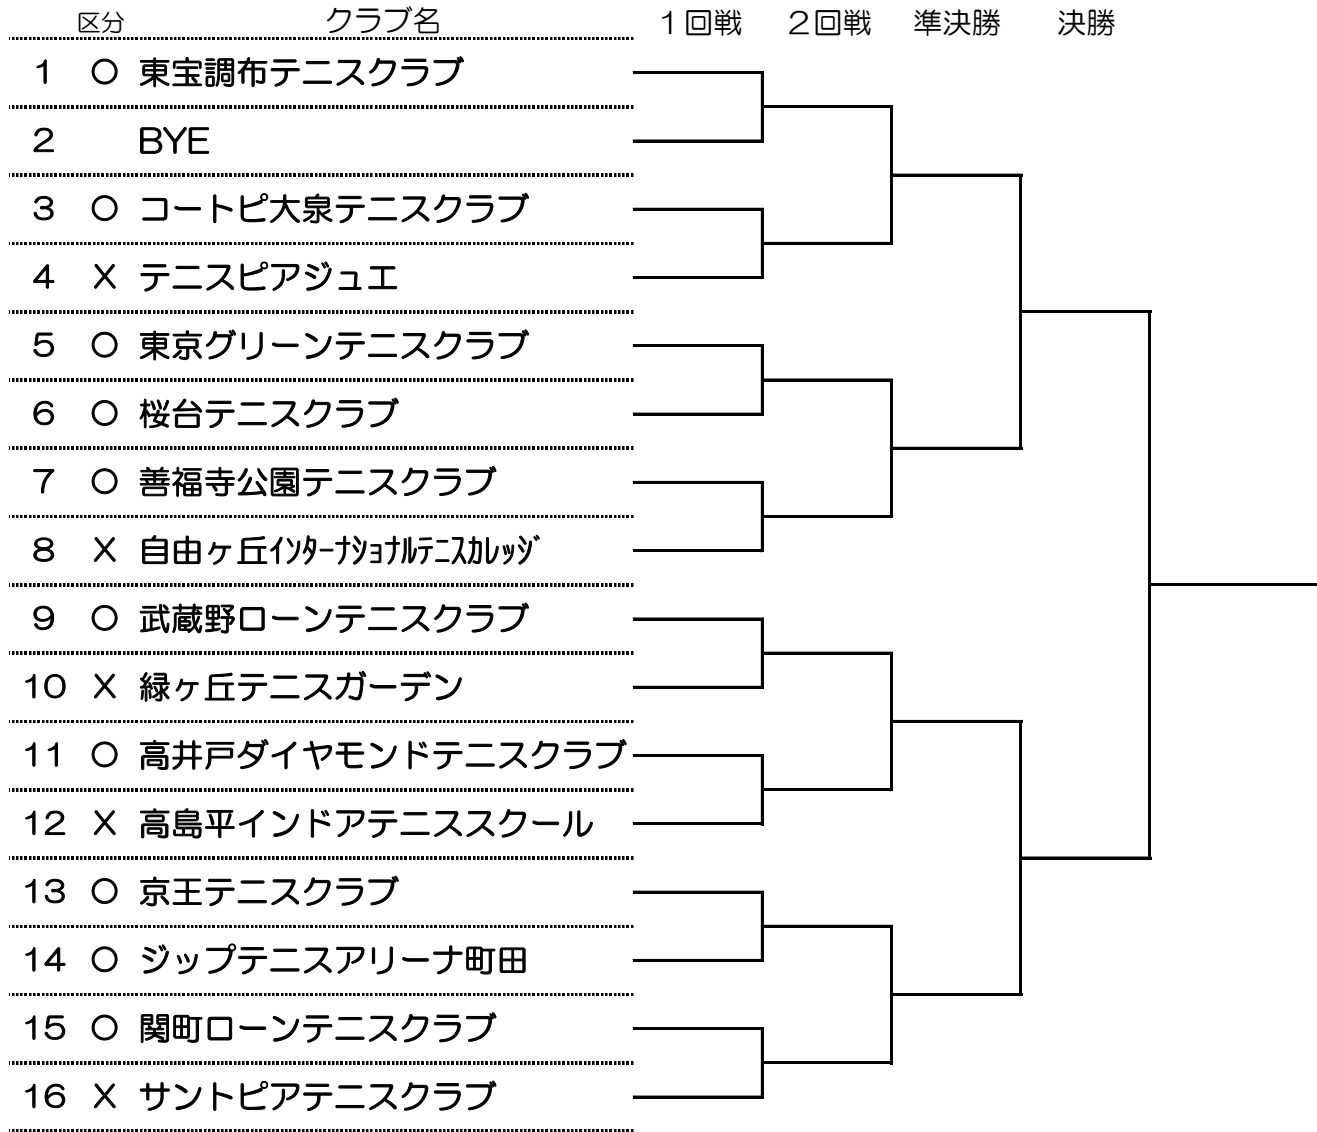 区分 クラブ名 1回戦 2回戦 準決勝 決勝
1 ○ 東宝調布テニスクラブ
2 BYE
3 ○ コートピ大泉テニスクラブ
4 X テニスピアジュエ
5 ○ 東京グリーンテニスクラブ
6 ○ 桜台テニスクラブ
7 ○ 善福寺公園テニスクラブ
8 X 自由ヶ丘インターナショナルテニスカレッジ
9 ○ 武蔵野ローンテニスクラブ
10 X 緑ヶ丘テニスガーデン
11 ○ 高井戸ダイヤモンドテニスクラブ
12 X 高島平インドアテニススクール
13 ○ 京王テニスクラブ
14 ○ ジップテニスアリーナ町田
15 ○ 関町ローンテニスクラブ
16 X サントピアテニスクラブ